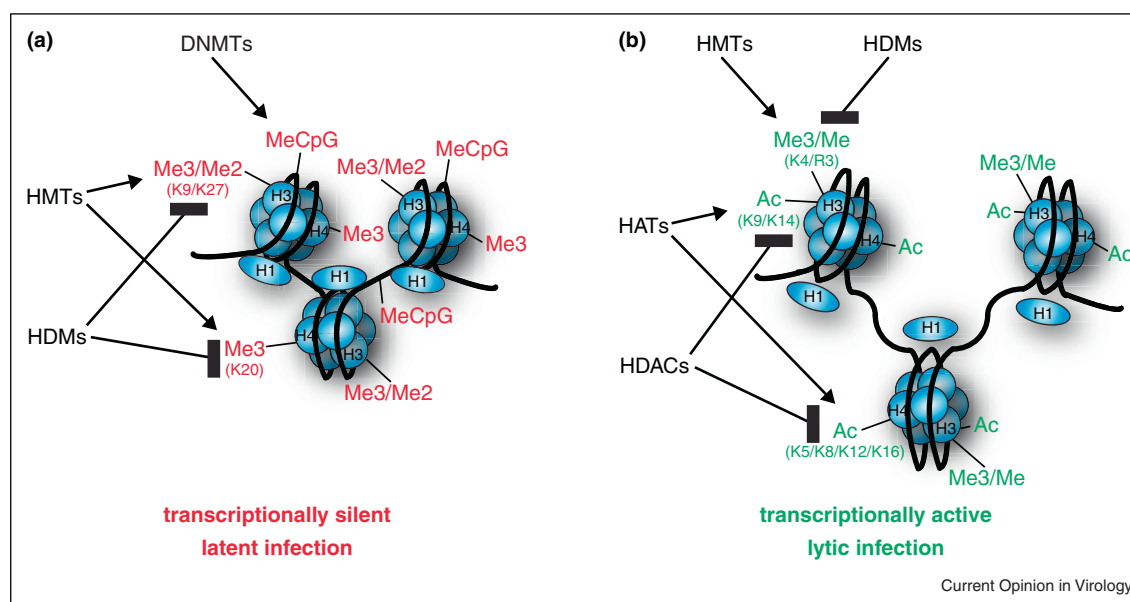 (a)
DNMTs
MeCpG
MeCpG
Me3/Me2
(K9/K27)
Me3/Me2
HMTs
H3
H3
H4
H4
Me3
Me3
H1
H1
H1
MeCpG
HDMs
Me3
(K20)
H4
H3
Me3/Me2
transcriptionally silent
latent infection
(b)
HMTs
HDMs
Me3/Me
(K4/R3)
Me3/Me
Ac
(K9/K14)
H3
Ac
H3
HATs
H4
Ac
H4
Ac
H1
H1
H1
HDACs
Ac
(K5/K8/K12/K16)
H4
H3
Ac
Me3/Me
transcriptionally active
lytic infection
Current Opinion in Virology